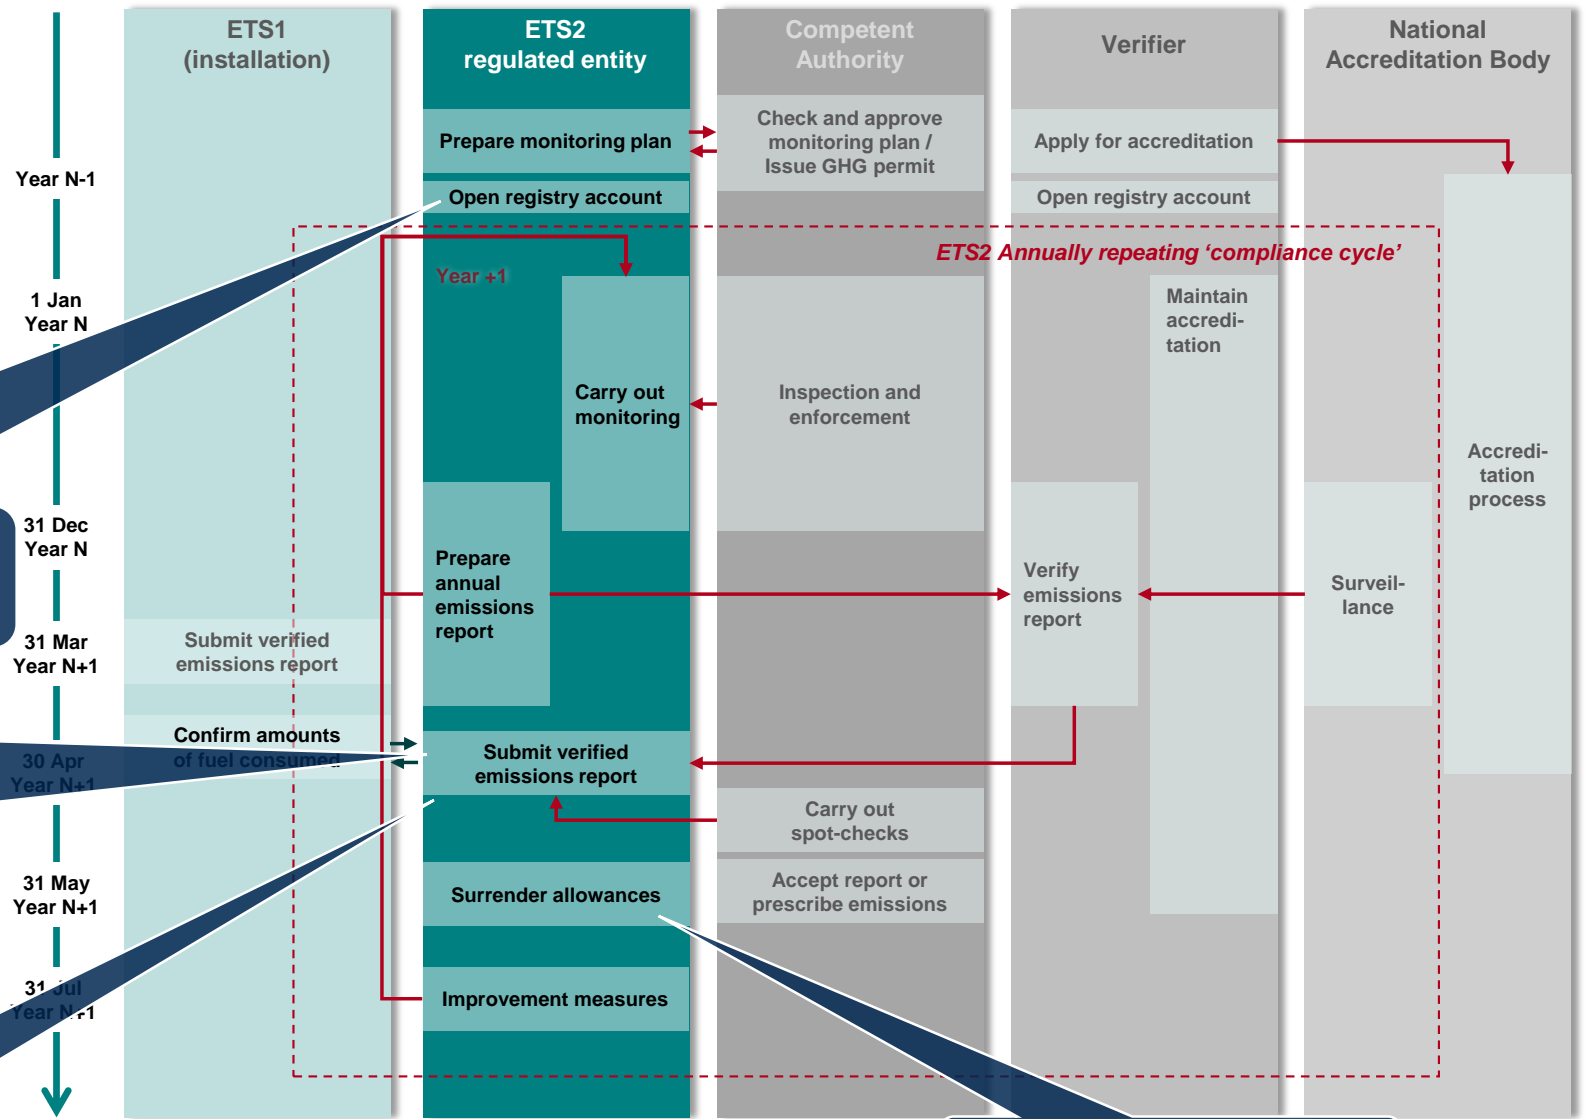 ETS1
(installation)
ETS2
regulated entity
Competent
Authority
Verifier
National
Accreditation Body
Year N-1
1 Jan
Year N
31 Dec
Year N
31 Mar
Year N+1
30 Apr
Year N+1
31 May
Year N+1
31 Jul
Year N+1
Submit verified
emissions report
Confirm amounts
of fuel consumed
Prepare monitoring plan
Open registry account
Year +1
Carry out
monitoring
Prepare
annual
emissions
report
Submit verified
emissions report
Surrender allowances
Improvement measures
Check and approve
monitoring plan /
Issue GHG permit
ETS2 Annually repeating ‘compliance cycle’
Inspection and
enforcement
Carry out
spot-checks
Accept report or
prescribe emissions
Apply for accreditation
Open registry account
Maintain
accredi-
tation
Verify
emissions
report
Surveil-
lance
Accredi-
tation
process